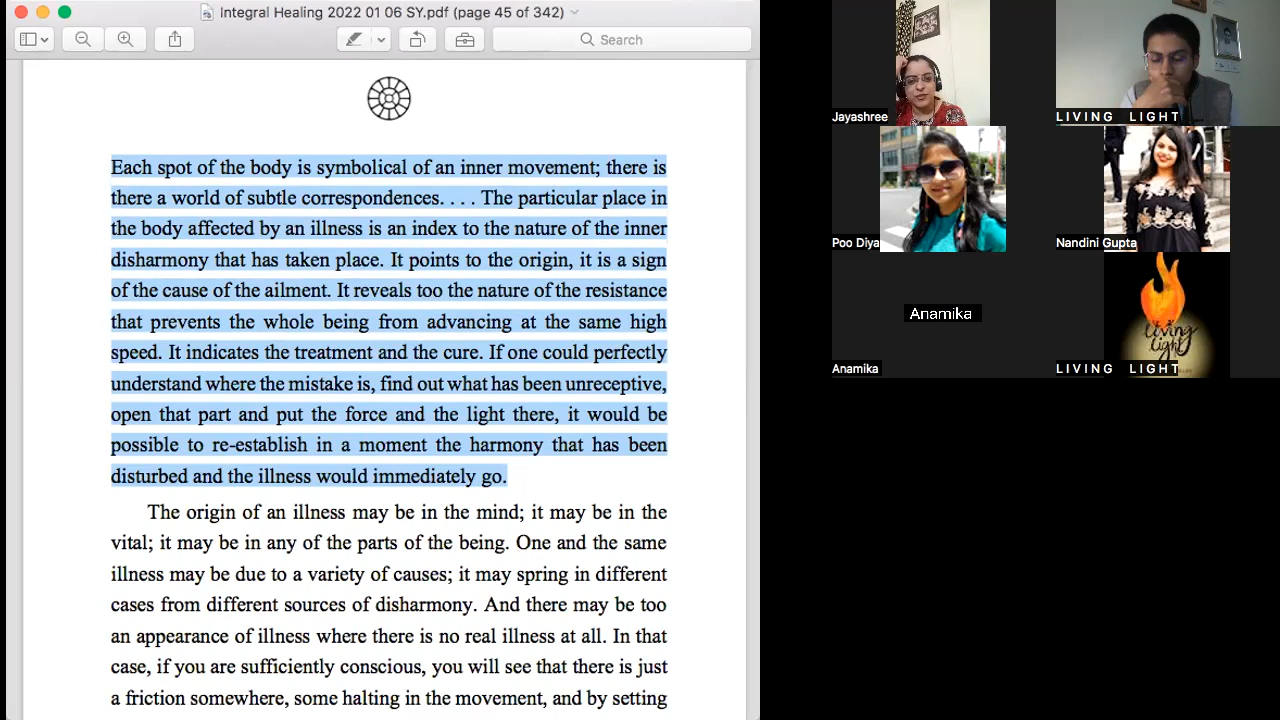 Integral Healing 2022 01 06 SY.pdf (page 45 of 342)
Search
Each spot of the body is symbolical of an inner movement; there is
there a world of subtle correspondences. . . . The particular place in
the body affected by an illness is an index to the nature of the inner
disharmony that has taken place. It points to the origin, it is a sign
of the cause of the ailment. It reveals too the nature of the resistance
that prevents the whole being from advancing at the same high
speed. It indicates the treatment and the cure. If one could perfectly
understand where the mistake is, find out what has been unreceptive,
open that part and put the force and the light there, it would be
possible to re-establish in a moment the harmony that has been
disturbed and the illness would immediately go.
The origin of an illness may be in the mind; it may be in the
vital; it may be in any of the parts of the being. One and the same
illness may be due to a variety of causes; it may spring in different
cases from different sources of disharmony. And there may be too
an appearance of illness where there is no real illness at all. In that
case, if you are sufficiently conscious, you will see that there is just
a friction somewhere, some halting in the movement, and by setting
Jayashree
LIVING LIGHT
Poo Diya
Nandini Gupta
Anamika
Anamika
Living
Light
LIVING LIGHT